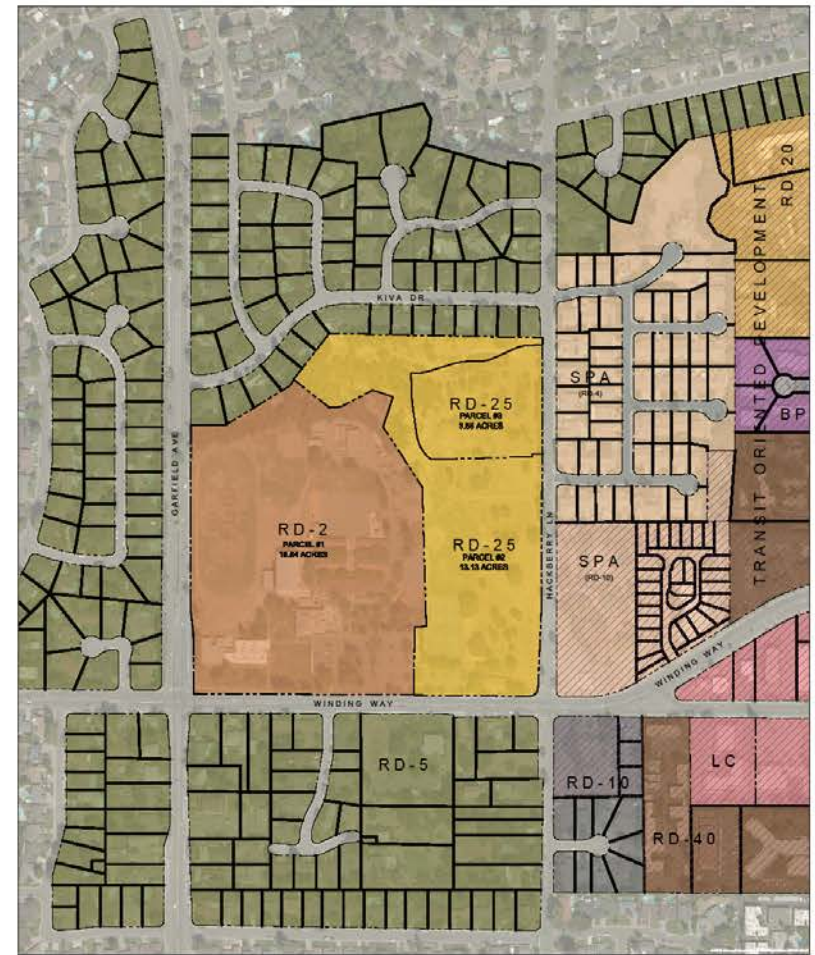 RD-20
TRANSIT ORIENTED DEVELOPMENT
KIVA DR
SPA
(RD-4)
RD-25
PARCEL #3
BP
GARFIELD AVE
RD-2
PARCEL #1
RD-25
PARCEL #2
13.13 ACRES
HACKBERRY LN
SPA
(RD-10)
WINDING WAY
WINDING WAY
RD-5
LC
RD-10
RD-40